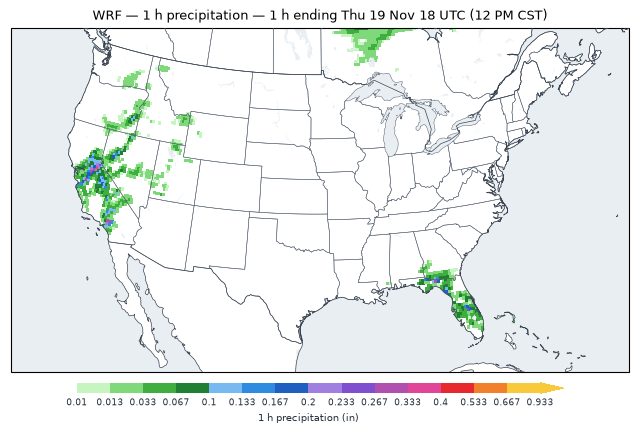 WRF — 1 h precipitation — 1 h ending Thu 19 Nov 18 UTC (12 PM CST)
0.01 0.013 0.033 0.067 0.1 0.133 0.167 0.2 0.233 0.267 0.333 0.4 0.533 0.667 0.933
1 h precipitation (in)